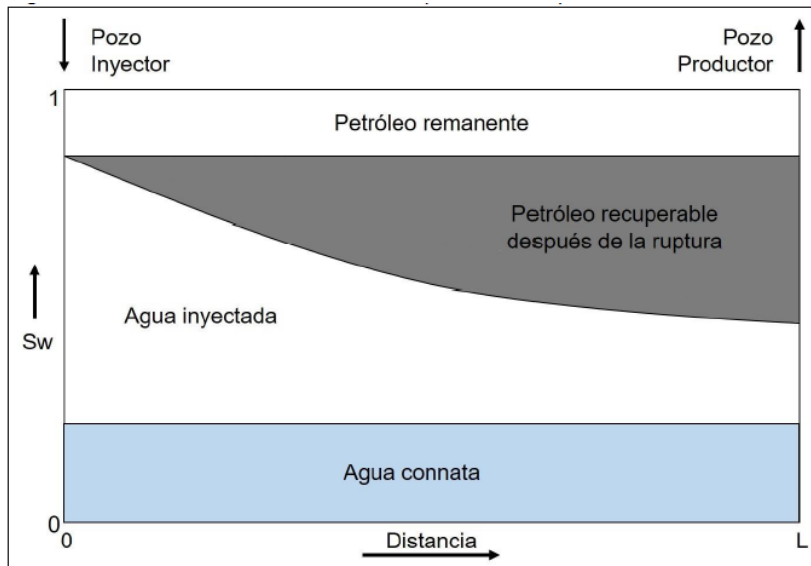 Pozo
Inyector
Pozo
Productor
1
Petróleo remanente
Petróleo recuperable
después de la ruptura
Agua inyectada
Sw
Agua connata
0
0
Distancia
L